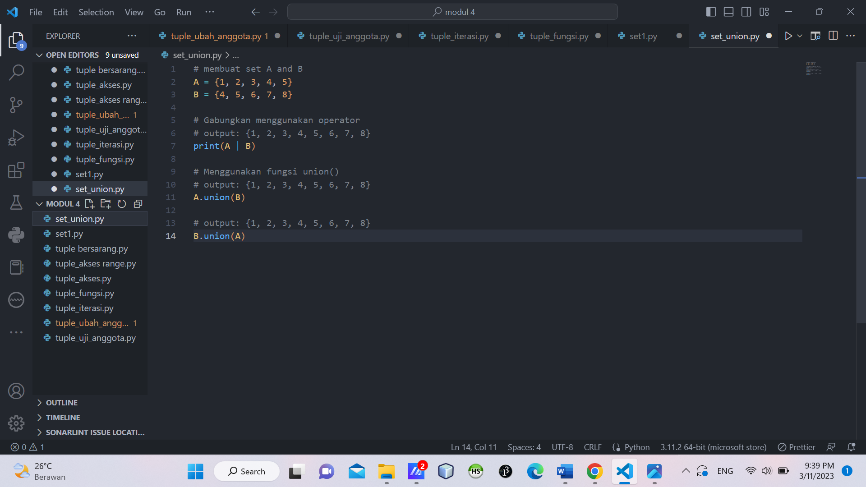 File Edit Selection View Go Run ···
modul 4
EXPLORER ···
OPEN EDITORS 9 unsaved
tuple bersarang....
tuple_akses.py
tuple_akses rang...
tuple_ubah_... 1
tuple_uji_anggot...
tuple_iterasi.py
tuple_fungsi.py
set1.py
set_union.py
MODUL 4
set_union.py
set1.py
tuple bersarang.py
tuple_akses range.py
tuple_akses.py
tuple_fungsi.py
tuple_iterasi.py
tuple_ubah_angg... 1
tuple_uji_anggota.py
OUTLINE
TIMELINE
SONARLINT ISSUE LOCATI...
9
tuple_ubah_anggota.py 1
tuple_uji_anggota.py
tuple_iterasi.py
tuple_fungsi.py
set1.py
set_union.py
set_union.py > ...
1 # membuat set A and B
2 A = {1, 2, 3, 4, 5}
3 B = {4, 5, 6, 7, 8}
4
5 # Gabungkan menggunakan operator
6 # output: {1, 2, 3, 4, 5, 6, 7, 8}
7 print(A | B)
8
9 # Menggunakan fungsi union()
10 # output: {1, 2, 3, 4, 5, 6, 7, 8}
11 A.union(B)
12
13 # output: {1, 2, 3, 4, 5, 6, 7, 8}
14 B.union(A)
0 1 Ln 14, Col 11 Spaces: 4 UTF-8 CRLF Python 3.11.2 64-bit (microsoft store) Prettier
26°C
Berawan
Search
2
HS
ENG
9:39 PM
3/11/2023
1